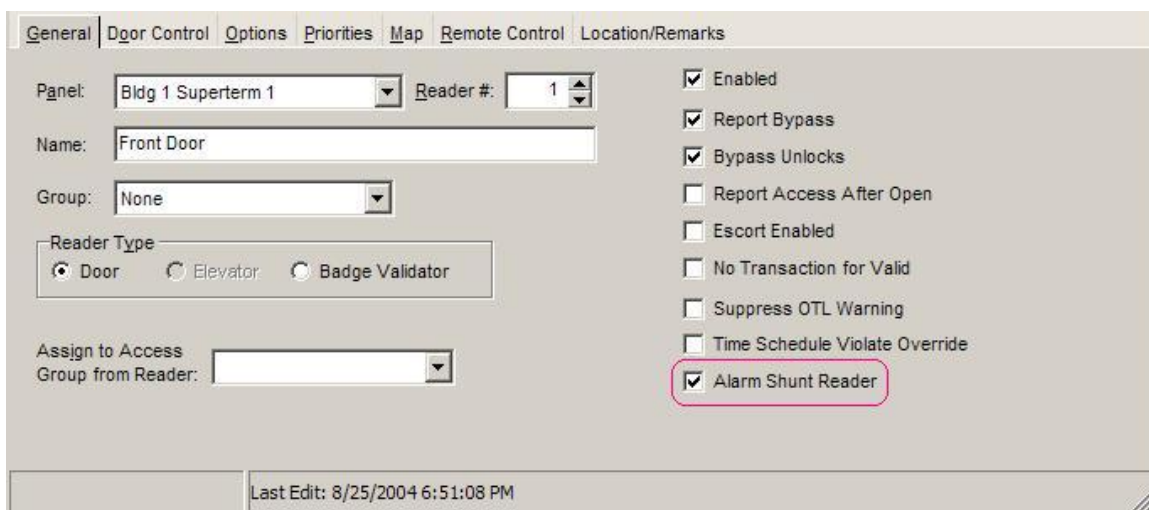 General Door Control Options Priorities Map Remote Control Location/Remarks
Panel: Bldg 1 Superterm 1 Reader #: 1
Name: Front Door
Group: None
Reader Type
Door Elevator Badge Validator
Assign to Access
Group from Reader:
Enabled
Report Bypass
Bypass Unlocks
Report Access After Open
Escort Enabled
No Transaction for Valid
Suppress OTL Warning
Time Schedule Violate Override
Alarm Shunt Reader
Last Edit: 8/25/2004 6:51:08 PM